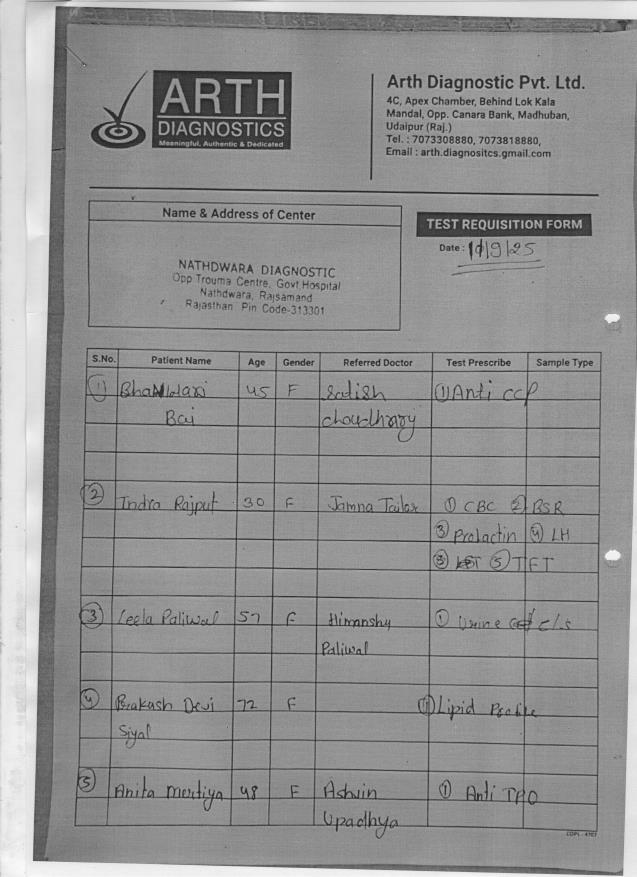 ARTH
DIAGNOSTICS
Meaningful, Authentic & Dedicated
Arth Diagnostic Pvt. Ltd.
4C, Apex Chamber, Behind Lok Kala
Mandal, Opp. Canara Bank, Madhuban,
Udaipur (Raj.)
Tel. : 7073308880, 7073818880,
Email : arth.diagnositcs.gmail.com
Name & Address of Center
NATHDWARA DIAGNOSTIC
Opp Trouma Centre, Govt Hospital
Nathdwara, Rajsamand
Rajasthan Pin Code-313301
TEST REQUISITION FORM
Date : /9/25
S.No. Patient Name Age Gender Referred Doctor Test Prescribe Sample Type
① Bhanwari 45 F Satish ① Anti CCP
Bai choudhary
② Indra Rajput 30 F Jamna Tailor ① CBC ② BSR
③ Prolactin ④ LH
⑤ TFT
③ Leela Paliwal 57 F Himanshu ① Urine C/S
Paliwal
④ Prakash Devi 72 F ① Lipid Profile
Siyal
⑤ Anita mertiya 48 F Ashvin ① Anti TPO
Upadhya